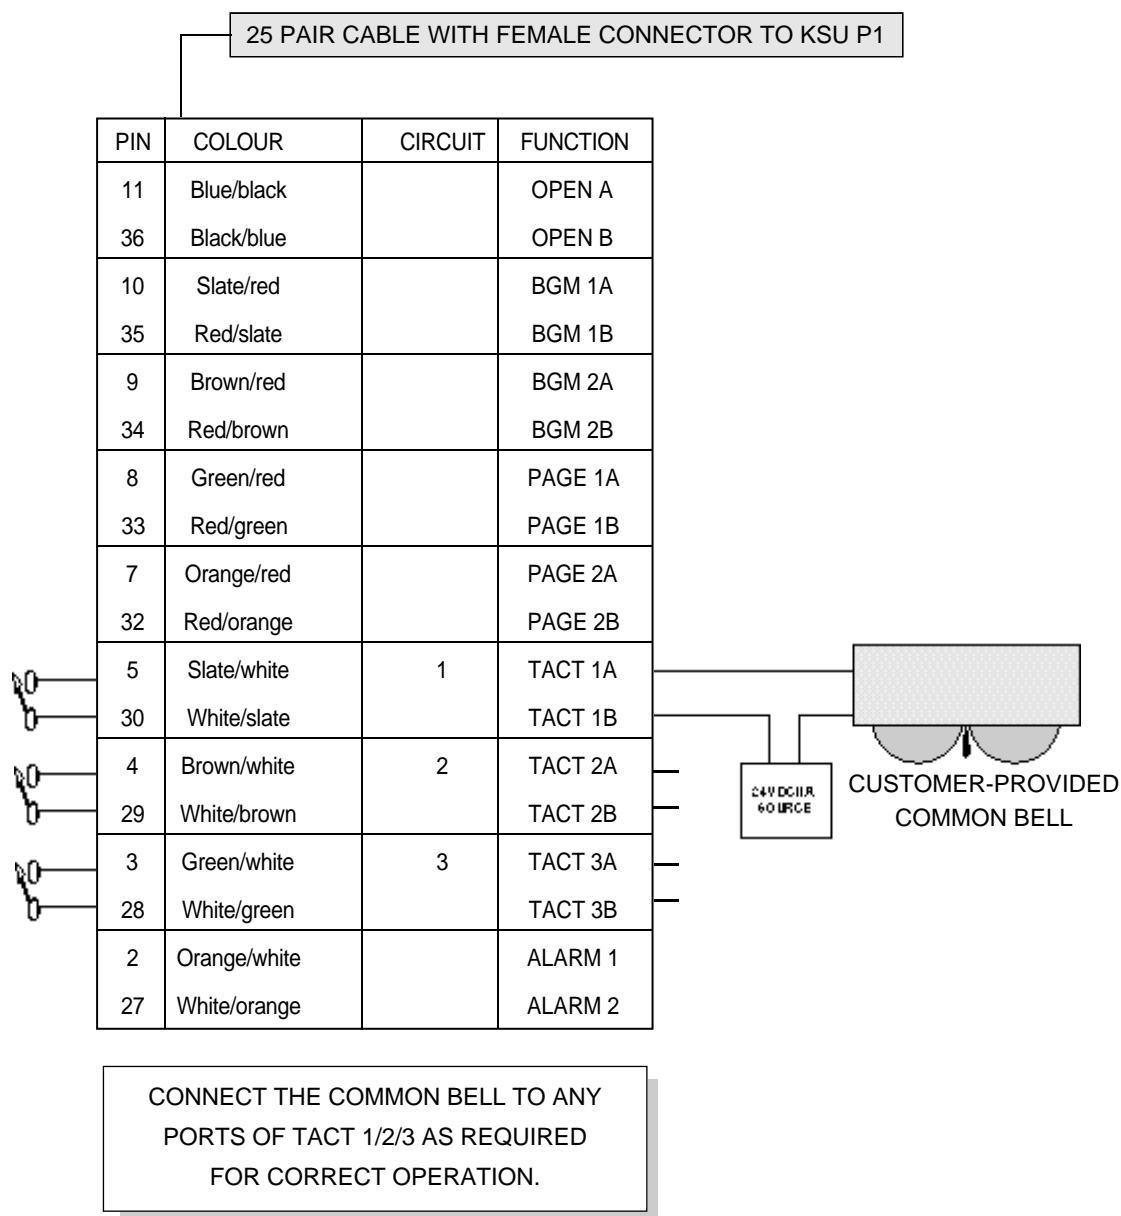 25 PAIR CABLE WITH FEMALE CONNECTOR TO KSU P1
PIN COLOUR CIRCUIT FUNCTION
11 Blue/black OPEN A
36 Black/blue OPEN B
10 Slate/red BGM 1A
35 Red/slate BGM 1B
9 Brown/red BGM 2A
34 Red/brown BGM 2B
8 Green/red PAGE 1A
33 Red/green PAGE 1B
7 Orange/red PAGE 2A
32 Red/orange PAGE 2B
5 Slate/white 1 TACT 1A
30 White/slate TACT 1B
4 Brown/white 2 TACT 2A
29 White/brown TACT 2B
3 Green/white 3 TACT 3A
28 White/green TACT 3B
2 Orange/white ALARM 1
27 White/orange ALARM 2
SOURCE
CUSTOMER-PROVIDED
COMMON BELL
CONNECT THE COMMON BELL TO ANY
PORTS OF TACT 1/2/3 AS REQUIRED
FOR CORRECT OPERATION.